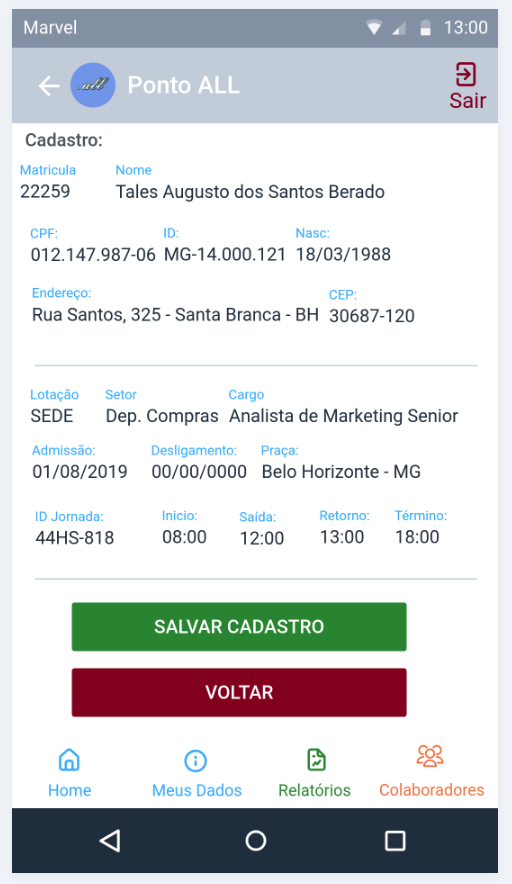 Marvel 13:00
all Ponto ALL
Sair
Cadastro:
Matricula Nome
22259 Tales Augusto dos Santos Berado
CPF: ID: Nasc:
012.147.987-06 MG-14.000.121 18/03/1988
Endereço: CEP:
Rua Santos, 325 - Santa Branca - BH 30687-120
Lotação Setor Cargo
SEDE Dep. Compras Analista de Marketing Senior
Admissão: Desligamento: Praça:
01/08/2019 00/00/0000 Belo Horizonte - MG
ID Jornada: Inicio: Saída: Retorno: Término:
44HS-818 08:00 12:00 13:00 18:00
SALVAR CADASTRO
VOLTAR
Home Meus Dados Relatórios Colaboradores